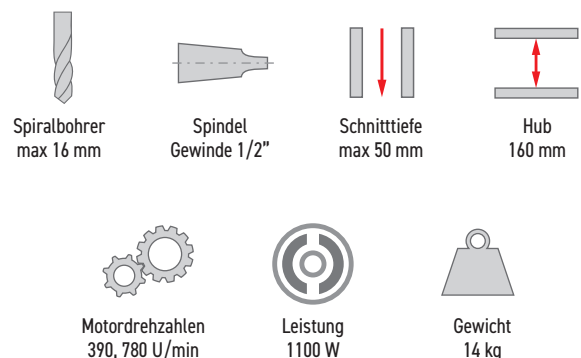 Spiralbohrer
max 16 mm
Spindel
Gewinde 1/2”
Schnitttiefe
max 50 mm
Hub
160 mm
Motordrehzahlen
390, 780 U/min
Leistung
1100 W
Gewicht
14 kg